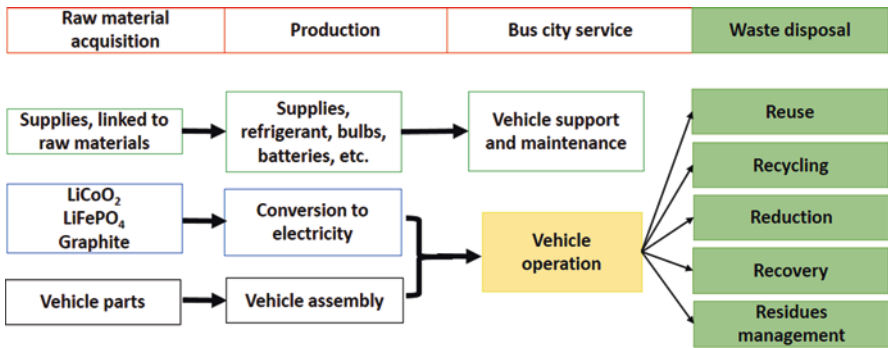 Raw material
acquisition
Production
Bus city service
Waste disposal
Supplies, linked to
raw materials
Supplies,
refrigerant, bulbs,
batteries, etc.
Vehicle support
and maintenance
Reuse
Recycling
LiCoO₂
LiFePO₄
Graphite
Conversion to
electricity
Vehicle
operation
Reduction
Recovery
Vehicle parts
Vehicle assembly
Residues
management